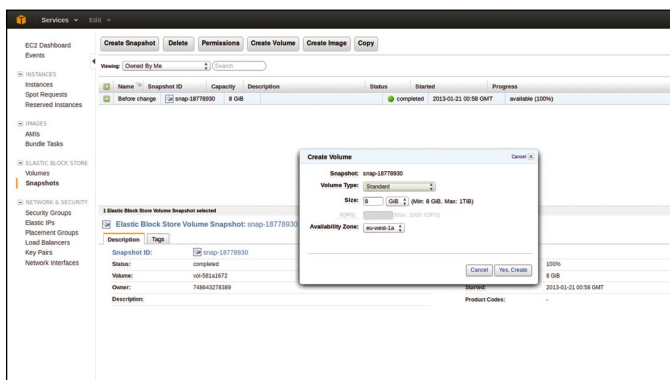 Services Edit
EC2 Dashboard
Events
INSTANCES
Instances
Spot Requests
Reserved Instances
IMAGES
AMIs
Bundle Tasks
ELASTIC BLOCK STORE
Volumes
Snapshots
NETWORK & SECURITY
Security Groups
Elastic IPs
Placement Groups
Load Balancers
Key Pairs
Network Interfaces
Create Snapshot Delete Permissions Create Volume Create Image Copy
Viewing: Owned By Me Search
Name Snapshot ID Capacity Description Status Started Progress
Before change snap-18778930 8 GiB completed 2013-01-21 00:58 GMT available (100%)
Create Volume Cancel
Snapshot: snap-18778930
Volume Type: Standard
Size: 8 GiB (Min: 8 GiB, Max: 1TiB)
IOPS: (Max: 2000 IOPS)
Availability Zone: eu-west-1a
Cancel Yes, Create
1 Elastic Block Store Volume Snapshot selected
Elastic Block Store Volume Snapshot: snap-18778930
Description Tags
Snapshot ID: snap-18778930
Status: completed 100%
Volume: vol-581a1672 8 GiB
Owner: 748643278389 Started: 2013-01-21 00:58 GMT
Description: Product Codes: -